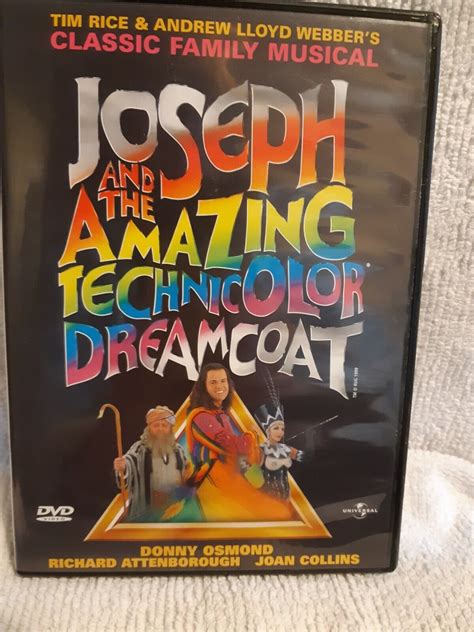 TIM RICE & ANDREW LLOYD WEBBER'S
CLASSIC FAMILY MUSICAL
JOSEPH
AND THE
AMAZING
TECHNICOLOR®
DREAMCOAT
DVD
VIDEO
UNIVERSAL
DONNY OSMOND
RICHARD ATTENBOROUGH JOAN COLLINS